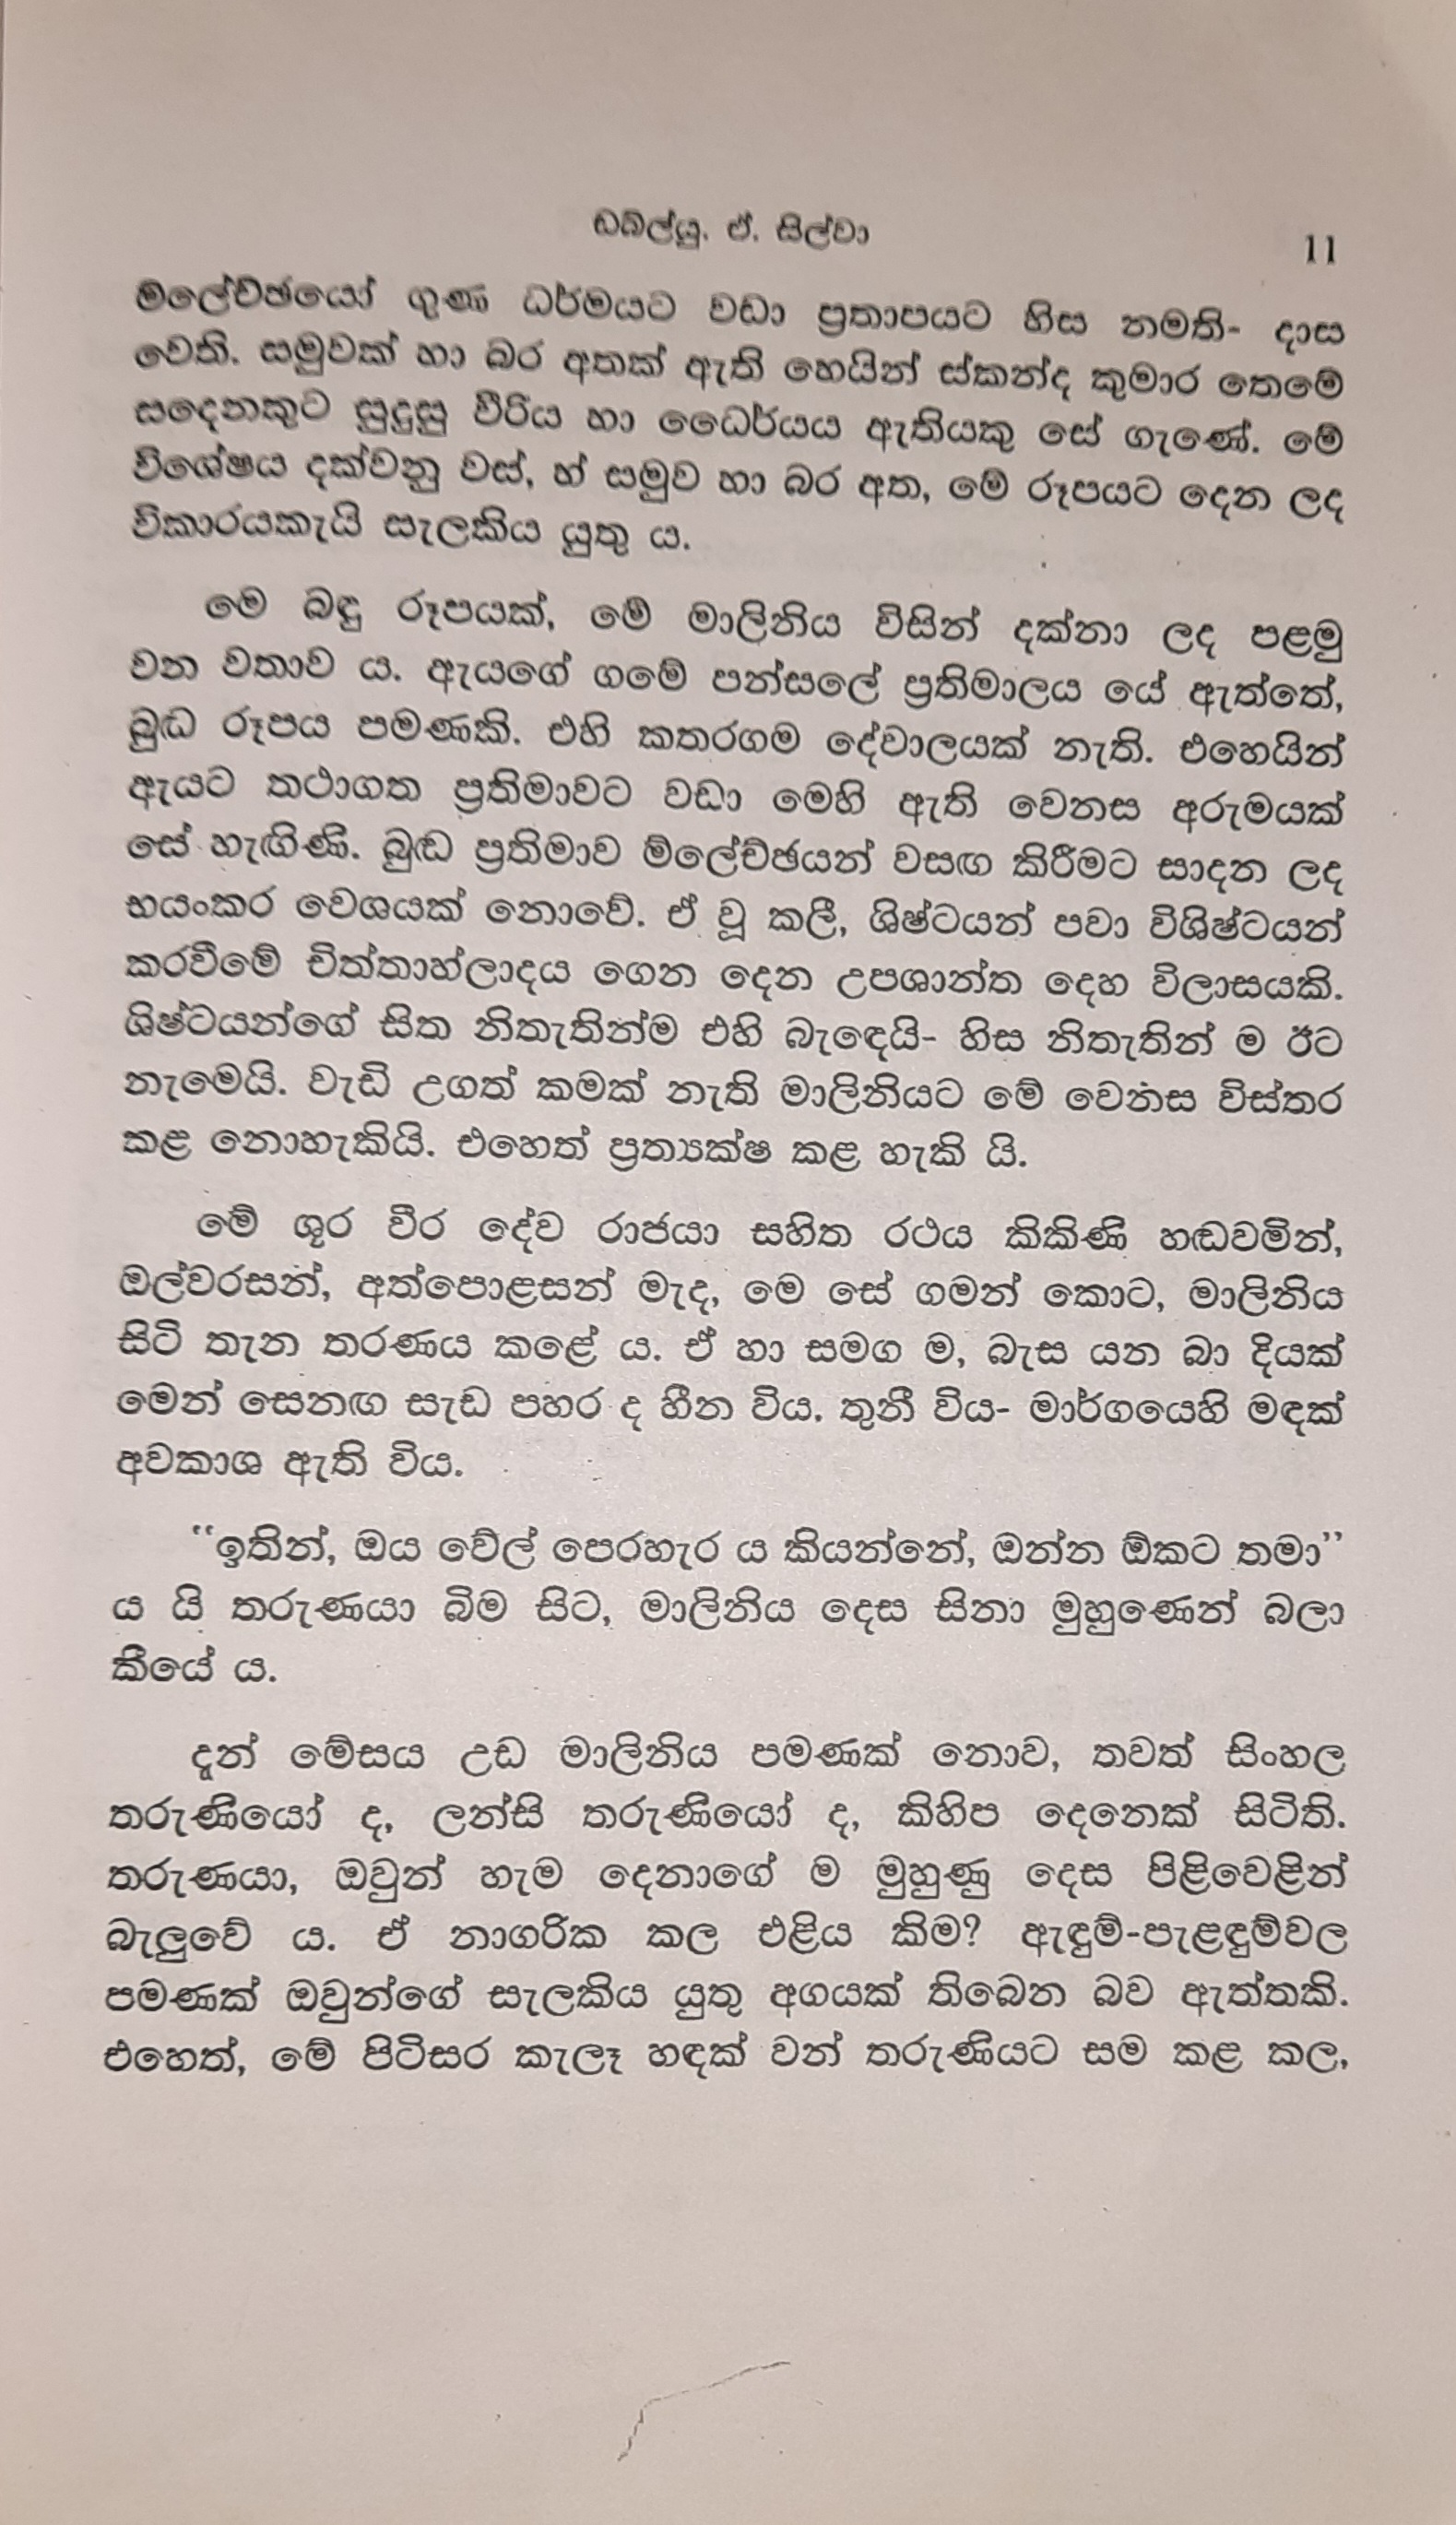 ඩබ්ල්යු. ඒ. සිල්වා
11
ම්ලේච්ඡයෝ ගුණ ධර්මයට වඩා ප්‍රතාපයට හිස නමති- දාස
වෙති. සමුවක් හා බර අතක් ඇති හෙයින් ස්කන්ද කුමාර තෙමේ
සදෙනකුට සුදුසු වීරිය හා ධෛර්යය ඇතියකු සේ ගැණේ. මේ
විශේෂය දක්වනු වස්, හ් සමුව හා බර අත, මේ රූපයට දෙන ලද
විකාරයකැයි සැලකිය යුතු ය.
මෙ බඳු රූපයක්, මේ මාලිනිය විසින් දක්නා ලද පළමු
වන වතාව ය. ඇයගේ ගමේ පන්සලේ ප්‍රතිමාලය යේ ඇත්තේ,
බුද්ධ රූපය පමණකි. එහි කතරගම දේවාලයක් නැති. එහෙයින්
ඇයට තථාගත ප්‍රතිමාවට වඩා මෙහි ඇති වෙනස අරුමයක්
සේ හැඟිණි. බුද්ධ ප්‍රතිමාව ම්ලේච්ඡයන් වසඟ කිරීමට සාදන ලද
භයංකර වෙශයක් නොවේ. ඒ වූ කලී, ශිෂ්ටයන් පවා විශිෂ්ටයන්
කරවීමේ චිත්තාහ්ලාදය ගෙන දෙන උපශාන්ත දෙහ විලාසයකි.
ශිෂ්ටයන්ගේ සිත නිතැතින්ම එහි බැඳෙයි- හිස නිතැතින් ම ඊට
නැමෙයි. වැඩි උගත් කමක් නැති මාලිනියට මේ වෙනස විස්තර
කළ නොහැකියි. එහෙත් ප්‍රත්‍යක්ෂ කළ හැකි යි.
මේ ශූර වීර දේව රාජයා සහිත රථය කිකිණි හඬවමින්,
ඔල්වරසන්, අත්පොළසන් මැද, මෙ සේ ගමන් කොට, මාලිනිය
සිටි තැන තරණය කළේ ය. ඒ හා සමග ම, බැස යන බා දියක්
මෙන් සෙනඟ සැඩ පහර ද හීන විය. තුනී විය- මාර්ගයෙහි මඳක්
අවකාශ ඇති විය.
“ඉතින්, ඔය වේල් පෙරහැර ය කියන්නේ, ඔන්න ඕකට තමා”
ය යි තරුණයා බිම සිට, මාලිනිය දෙස සිනා මුහුණෙන් බලා
කීයේ ය.
දැන් මේසය උඩ මාලිනිය පමණක් නොව, තවත් සිංහල
තරුණියෝ ද, ලන්සි තරුණියෝ ද, කිහිප දෙනෙක් සිටිති.
තරුණයා, ඔවුන් හැම දෙනාගේ ම මුහුණු දෙස පිළිවෙළින්
බැලුවේ ය. ඒ නාගරික කල එළිය කිම? ඇඳුම්-පැළඳුම්වල
පමණක් ඔවුන්ගේ සැලකිය යුතු අගයක් තිබෙන බව ඇත්තකි.
එහෙත්, මේ පිටිසර කැලෑ හඳක් වන් තරුණියට සම කළ කල,